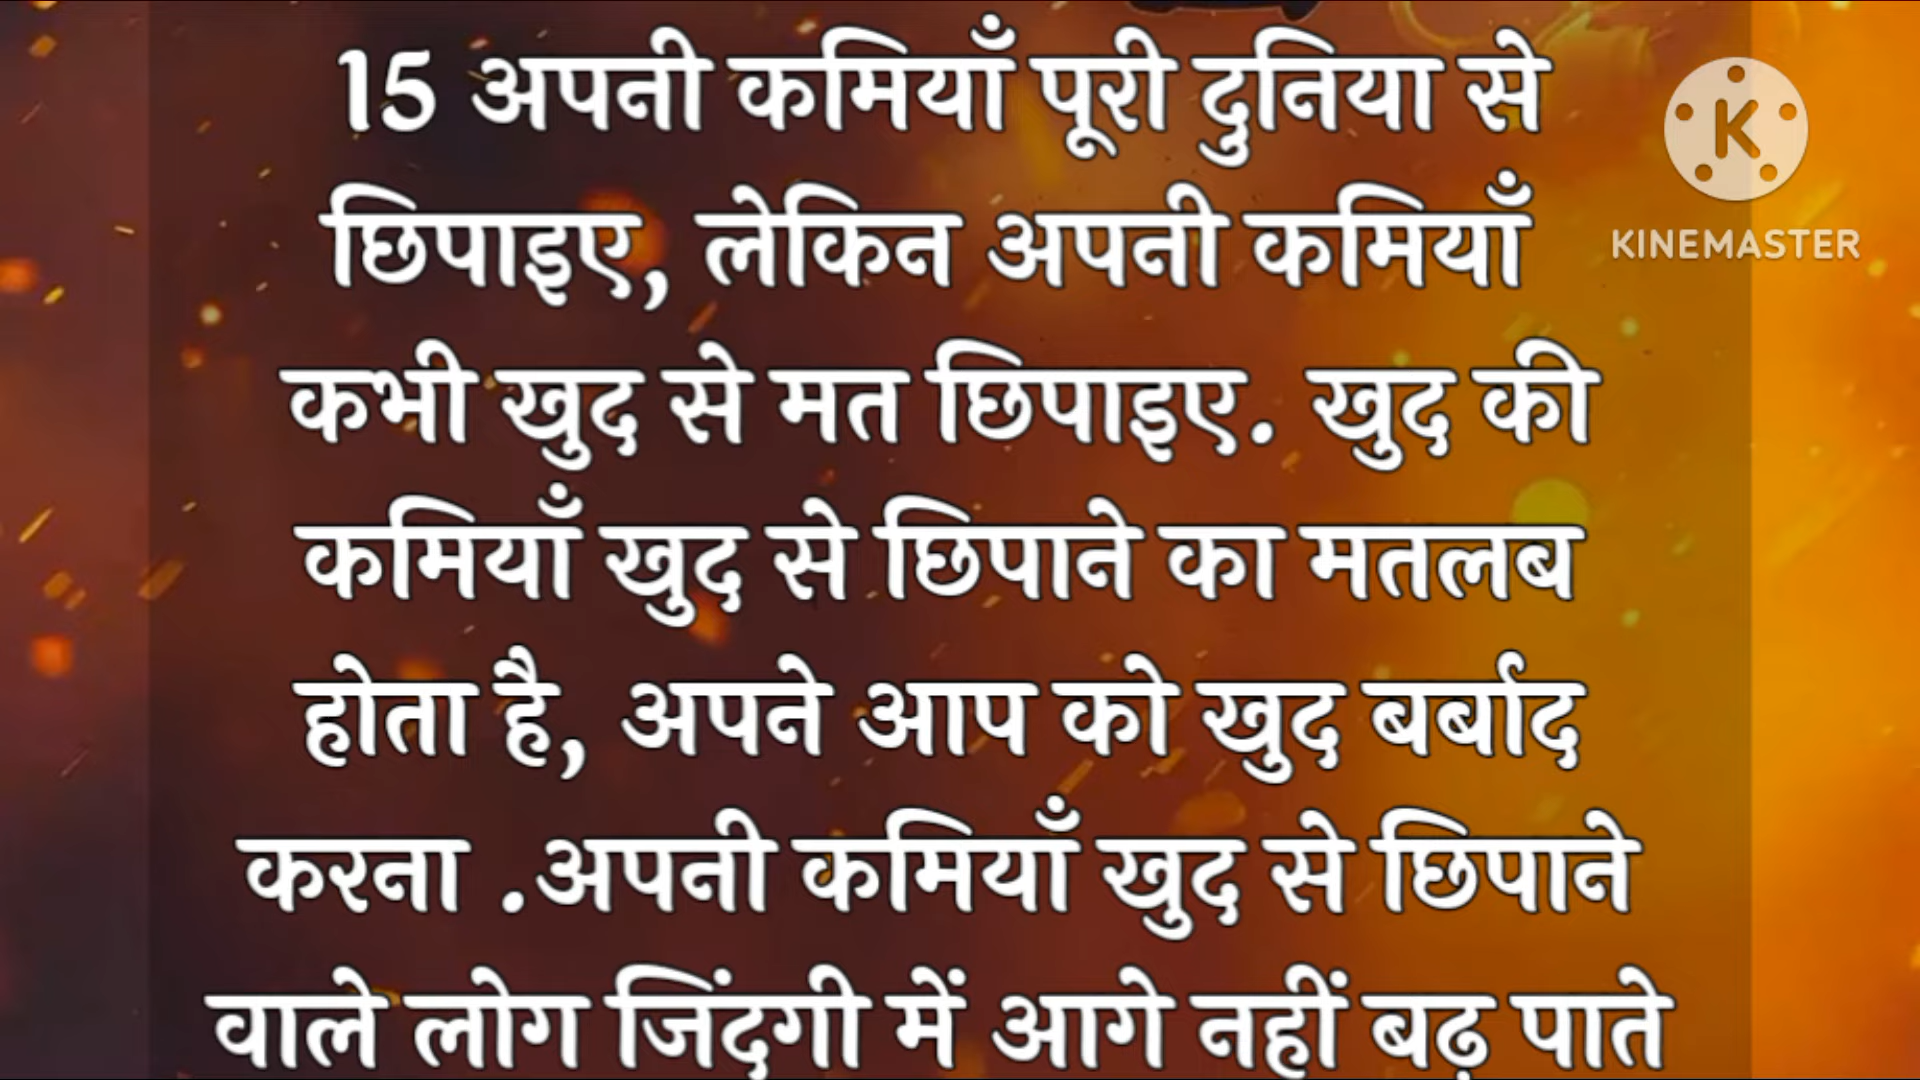 15 अपनी कमियाँ पूरी दुनिया से
छिपाइए, लेकिन अपनी कमियाँ
कभी खुद से मत छिपाइए. खुद की
कमियाँ खुद से छिपाने का मतलब
होता है, अपने आप को खुद बर्बाद
करना .अपनी कमियाँ खुद से छिपाने
वाले लोग जिंदगी में आगे नहीं बढ़ पाते
K
KINEMASTER